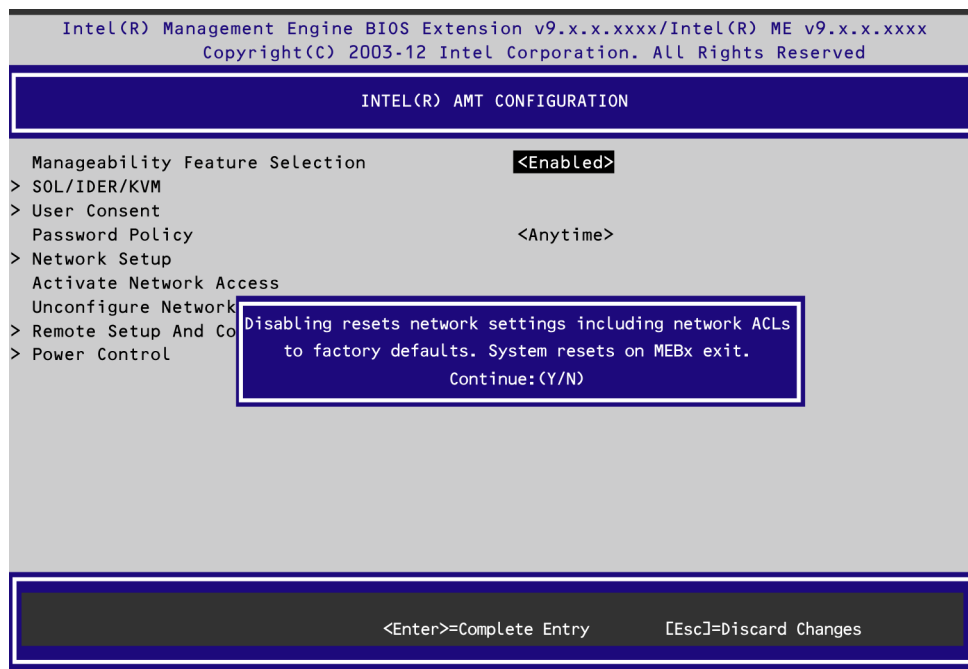 Intel(R) Management Engine BIOS Extension v9.x.x.xxxx/Intel(R) ME v9.x.x.xxxx
Copyright(C) 2003-12 Intel Corporation. All Rights Reserved
INTEL(R) AMT CONFIGURATION
Manageability Feature Selection <Enabled>
> SOL/IDER/KVM
> User Consent
Password Policy <Anytime>
> Network Setup
Activate Network Access
Unconfigure Network
> Remote Setup And Co
> Power Control
Disabling resets network settings including network ACLs
to factory defaults. System resets on MEBx exit.
Continue:(Y/N)
<Enter>=Complete Entry [Esc]=Discard Changes